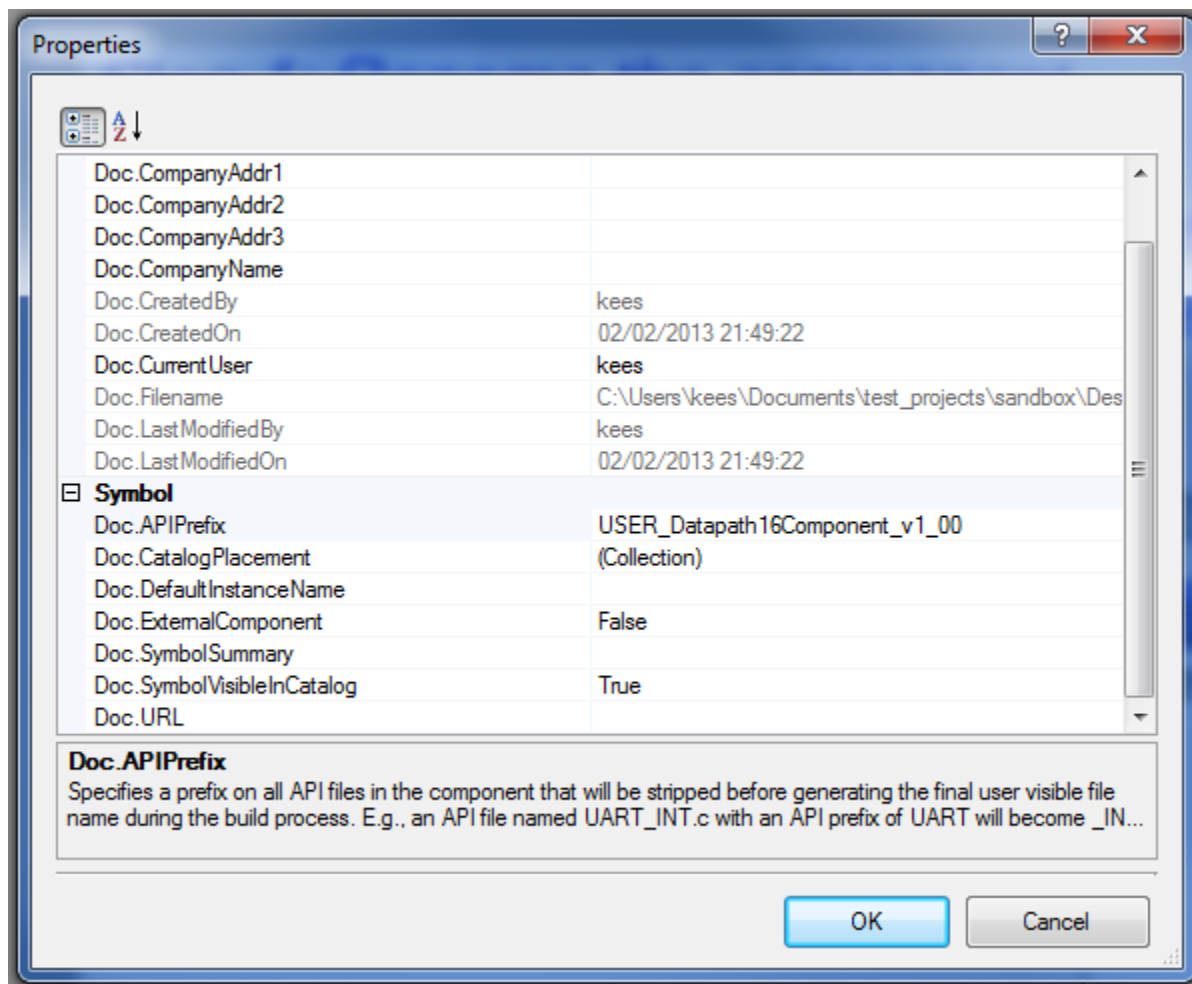 Properties
?
A
Z
Doc.CompanyAddr1
Doc.CompanyAddr2
Doc.CompanyAddr3
Doc.CompanyName
Doc.CreatedBy kees
Doc.CreatedOn 02/02/2013 21:49:22
Doc.CurrentUser kees
Doc.Filename C:\Users\kees\Documents\test_projects\sandbox\Des
Doc.LastModifiedBy kees
Doc.LastModifiedOn 02/02/2013 21:49:22
Symbol
Doc.APIPrefix USER_Datapath16Component_v1_00
Doc.CatalogPlacement (Collection)
Doc.DefaultInstanceName
Doc.ExternalComponent False
Doc.SymbolSummary
Doc.SymbolVisibleInCatalog True
Doc.URL
Doc.APIPrefix
Specifies a prefix on all API files in the component that will be stripped before generating the final user visible file
name during the build process. E.g., an API file named UART_INT.c with an API prefix of UART will become _IN...
OK Cancel